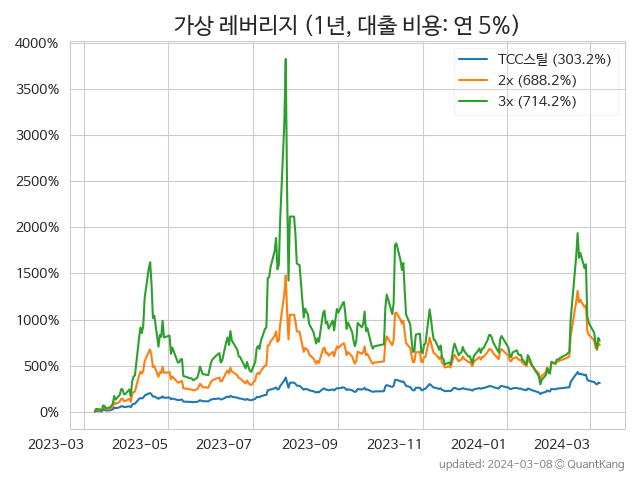 가상 레버리지 (1년, 대출 비용: 연 5%)
4000%
3500%
3000%
2500%
2000%
1500%
1000%
500%
0%
TCC스틸 (303.2%)
2x (688.2%)
3x (714.2%)
2023-03 2023-05 2023-07 2023-09 2023-11 2024-01 2024-03
updated: 2024-03-08 © QuantKang